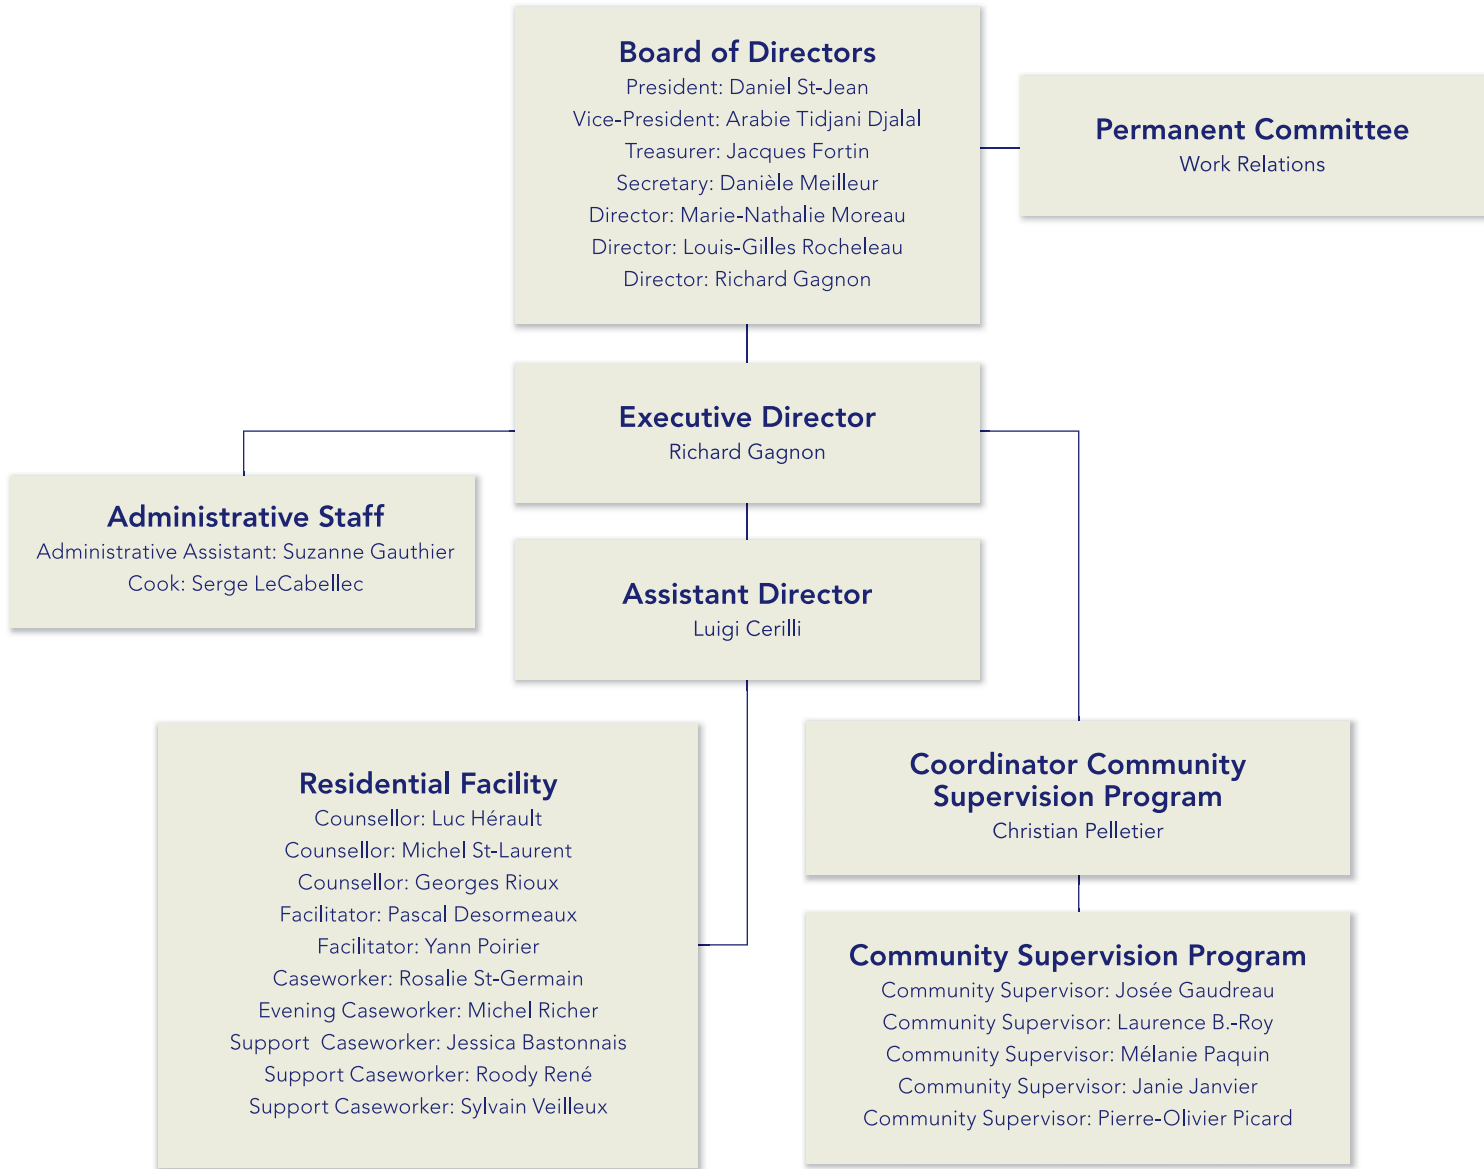 Board of Directors
President: Daniel St-Jean
Vice-President: Arabie Tidjani Djalal
Treasurer: Jacques Fortin
Secretary: Danièle Meilleur
Director: Marie-Nathalie Moreau
Director: Louis-Gilles Rocheleau
Director: Richard Gagnon
Permanent Committee
Work Relations
Executive Director
Richard Gagnon
Administrative Staff
Administrative Assistant: Suzanne Gauthier
Cook: Serge LeCabellec
Assistant Director
Luigi Cerilli
Residential Facility
Counsellor: Luc Hérault
Counsellor: Michel St-Laurent
Counsellor: Georges Rioux
Facilitator: Pascal Desormeaux
Facilitator: Yann Poirier
Caseworker: Rosalie St-Germain
Evening Caseworker: Michel Richer
Support Caseworker: Jessica Bastonnais
Support Caseworker: Roody René
Support Caseworker: Sylvain Veilleux
Coordinator Community
Supervision Program
Christian Pelletier
Community Supervision Program
Community Supervisor: Josée Gaudreau
Community Supervisor: Laurence B.-Roy
Community Supervisor: Mélanie Paquin
Community Supervisor: Janie Janvier
Community Supervisor: Pierre-Olivier Picard